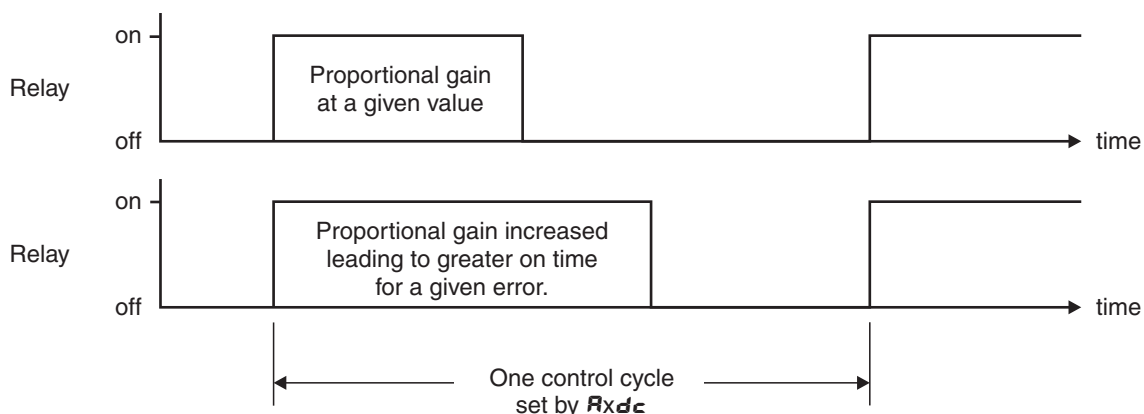 on
Relay
Proportional gain
at a given value
off
time
on
Relay
Proportional gain increased
leading to greater on time
for a given error.
off
time
One control cycle
set by Axdc